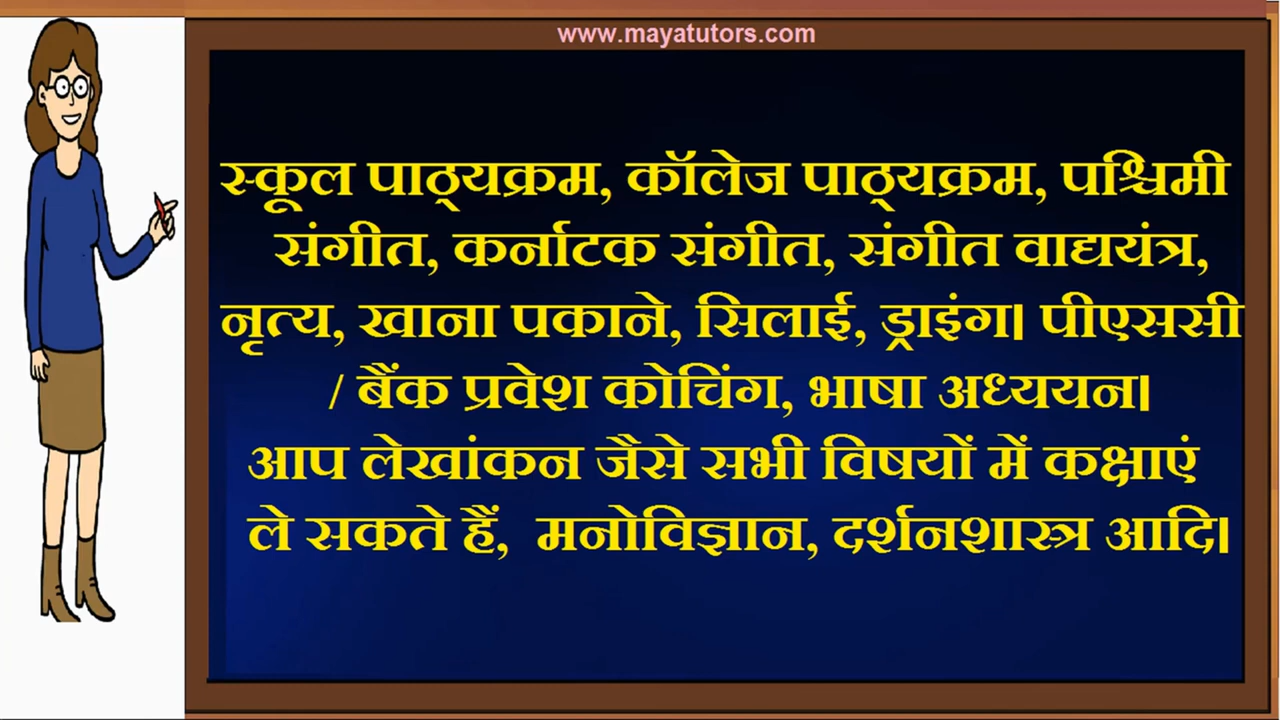 www.mayatutors.com
स्कूल पाठ्यक्रम, कॉलेज पाठ्यक्रम, पश्चिमी
संगीत, कर्नाटक संगीत, संगीत वाद्ययंत्र,
नृत्य, खाना पकाने, सिलाई, ड्राइंग। पीएससी
/ बैंक प्रवेश कोचिंग, भाषा अध्ययन।
आप लेखांकन जैसे सभी विषयों में कक्षाएं
ले सकते हैं, मनोविज्ञान, दर्शनशास्त्र आदि।